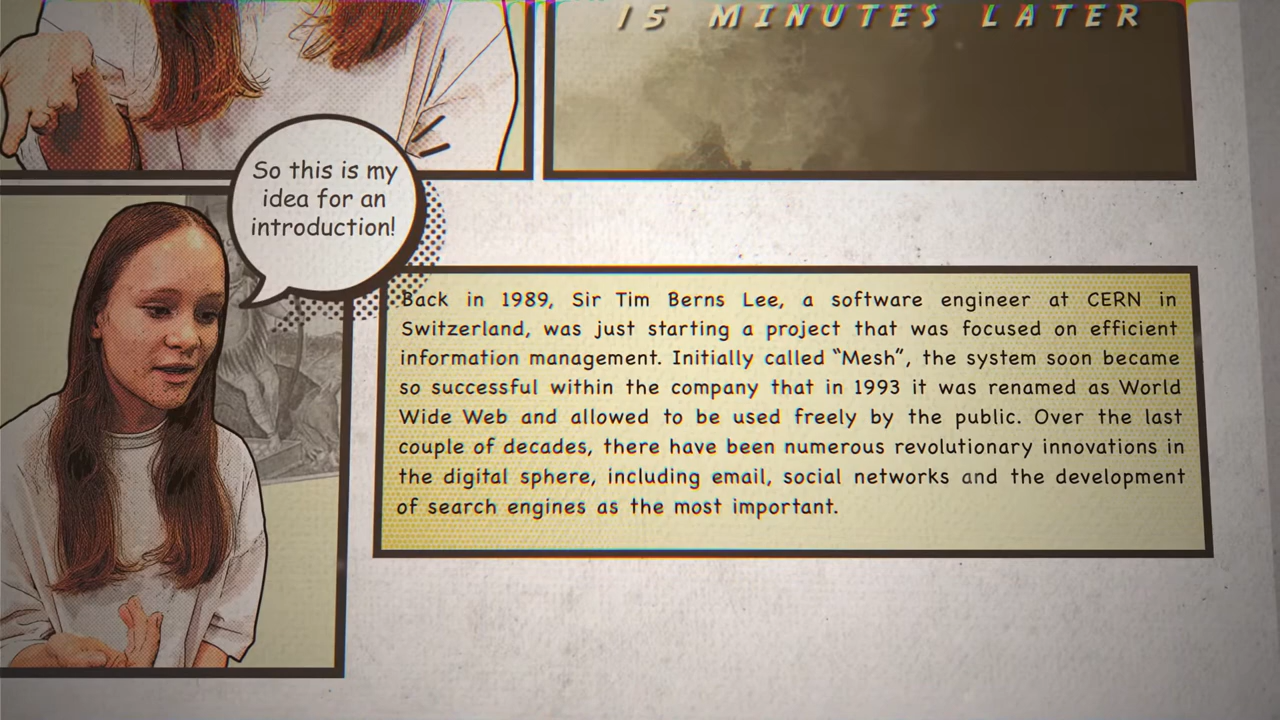 15 MINUTES LATER
So this is my
idea for an
introduction!
Back in 1989, Sir Tim Berns Lee, a software engineer at CERN in
Switzerland, was just starting a project that was focused on efficient
information management. Initially called “Mesh”, the system soon became
so successful within the company that in 1993 it was renamed as World
Wide Web and allowed to be used freely by the public. Over the last
couple of decades, there have been numerous revolutionary innovations in
the digital sphere, including email, social networks and the development
of search engines as the most important.